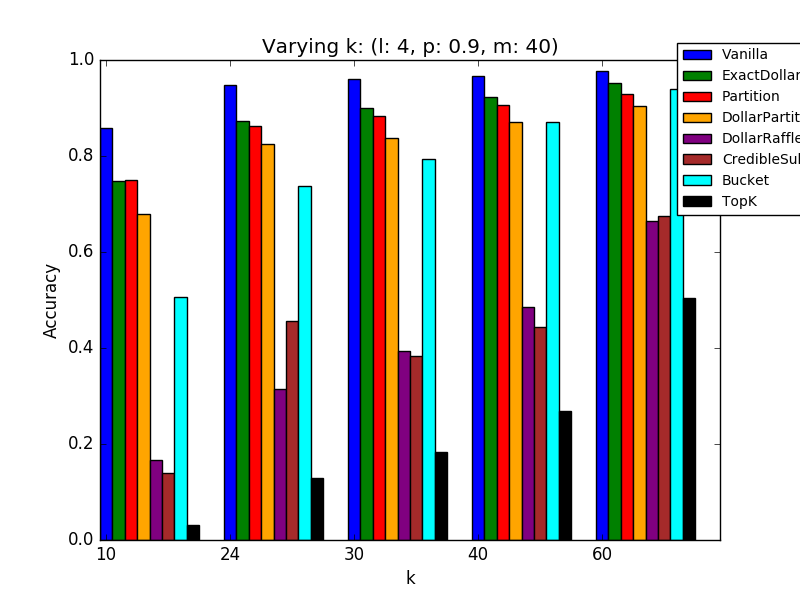 Varying k: (l: 4, p: 0.9, m: 40)
Accuracy
1.0
0.8
0.6
0.4
0.2
0.0
10 24 30 40 60
k
Vanilla
ExactDollar
Partition
DollarPartit
DollarRaffle
CredibleSul
Bucket
TopK